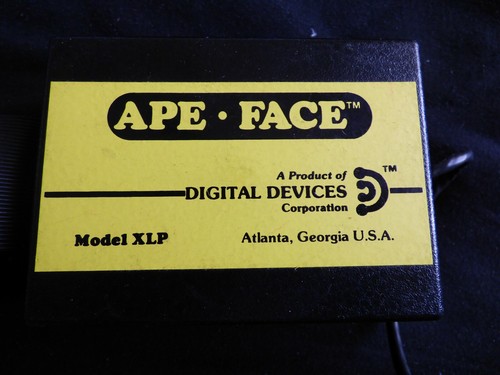 APE · FACE™
A Product of
DIGITAL DEVICES ™
Corporation
Model XLP
Atlanta, Georgia U.S.A.